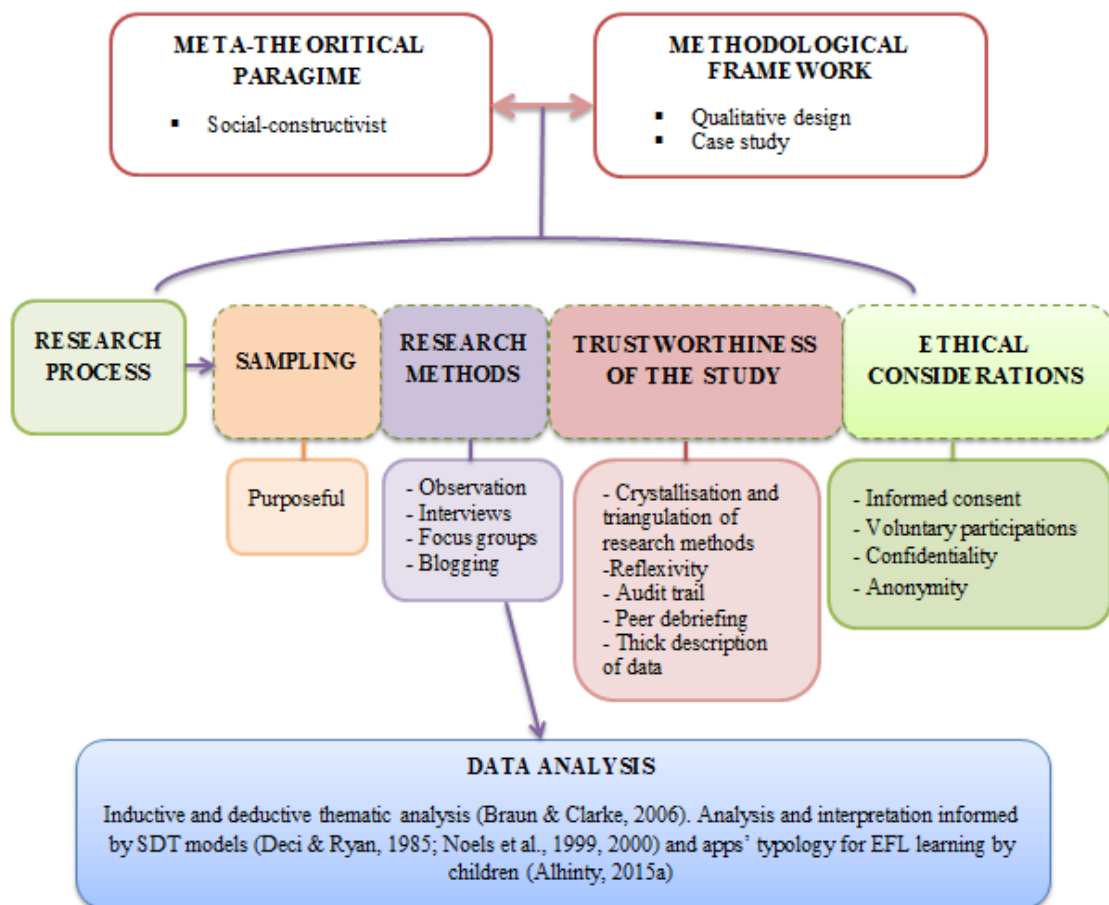 META-THEORITICAL
PARAGIME
▪ Social-constructivist
METHODOLOGICAL
FRAMEWORK
▪ Qualitative design
▪ Case study
RESEARCH
PROCESS
SAMPLING
RESEARCH
METHODS
TRUSTWORTHINESS
OF THE STUDY
ETHICAL
CONSIDERATIONS
Purposeful
- Observation
- Interviews
- Focus groups
- Blogging
- Crystallisation and
triangulation of
research methods
-Reflexivity
- Audit trail
- Peer debriefing
- Thick description
of data
- Informed consent
- Voluntary participations
- Confidentiality
- Anonymity
DATA ANALYSIS
Inductive and deductive thematic analysis (Braun & Clarke, 2006). Analysis and interpretation informed
by SDT models (Deci & Ryan, 1985; Noels et al., 1999, 2000) and apps’ typology for EFL learning by
children (Alhinty, 2015a)